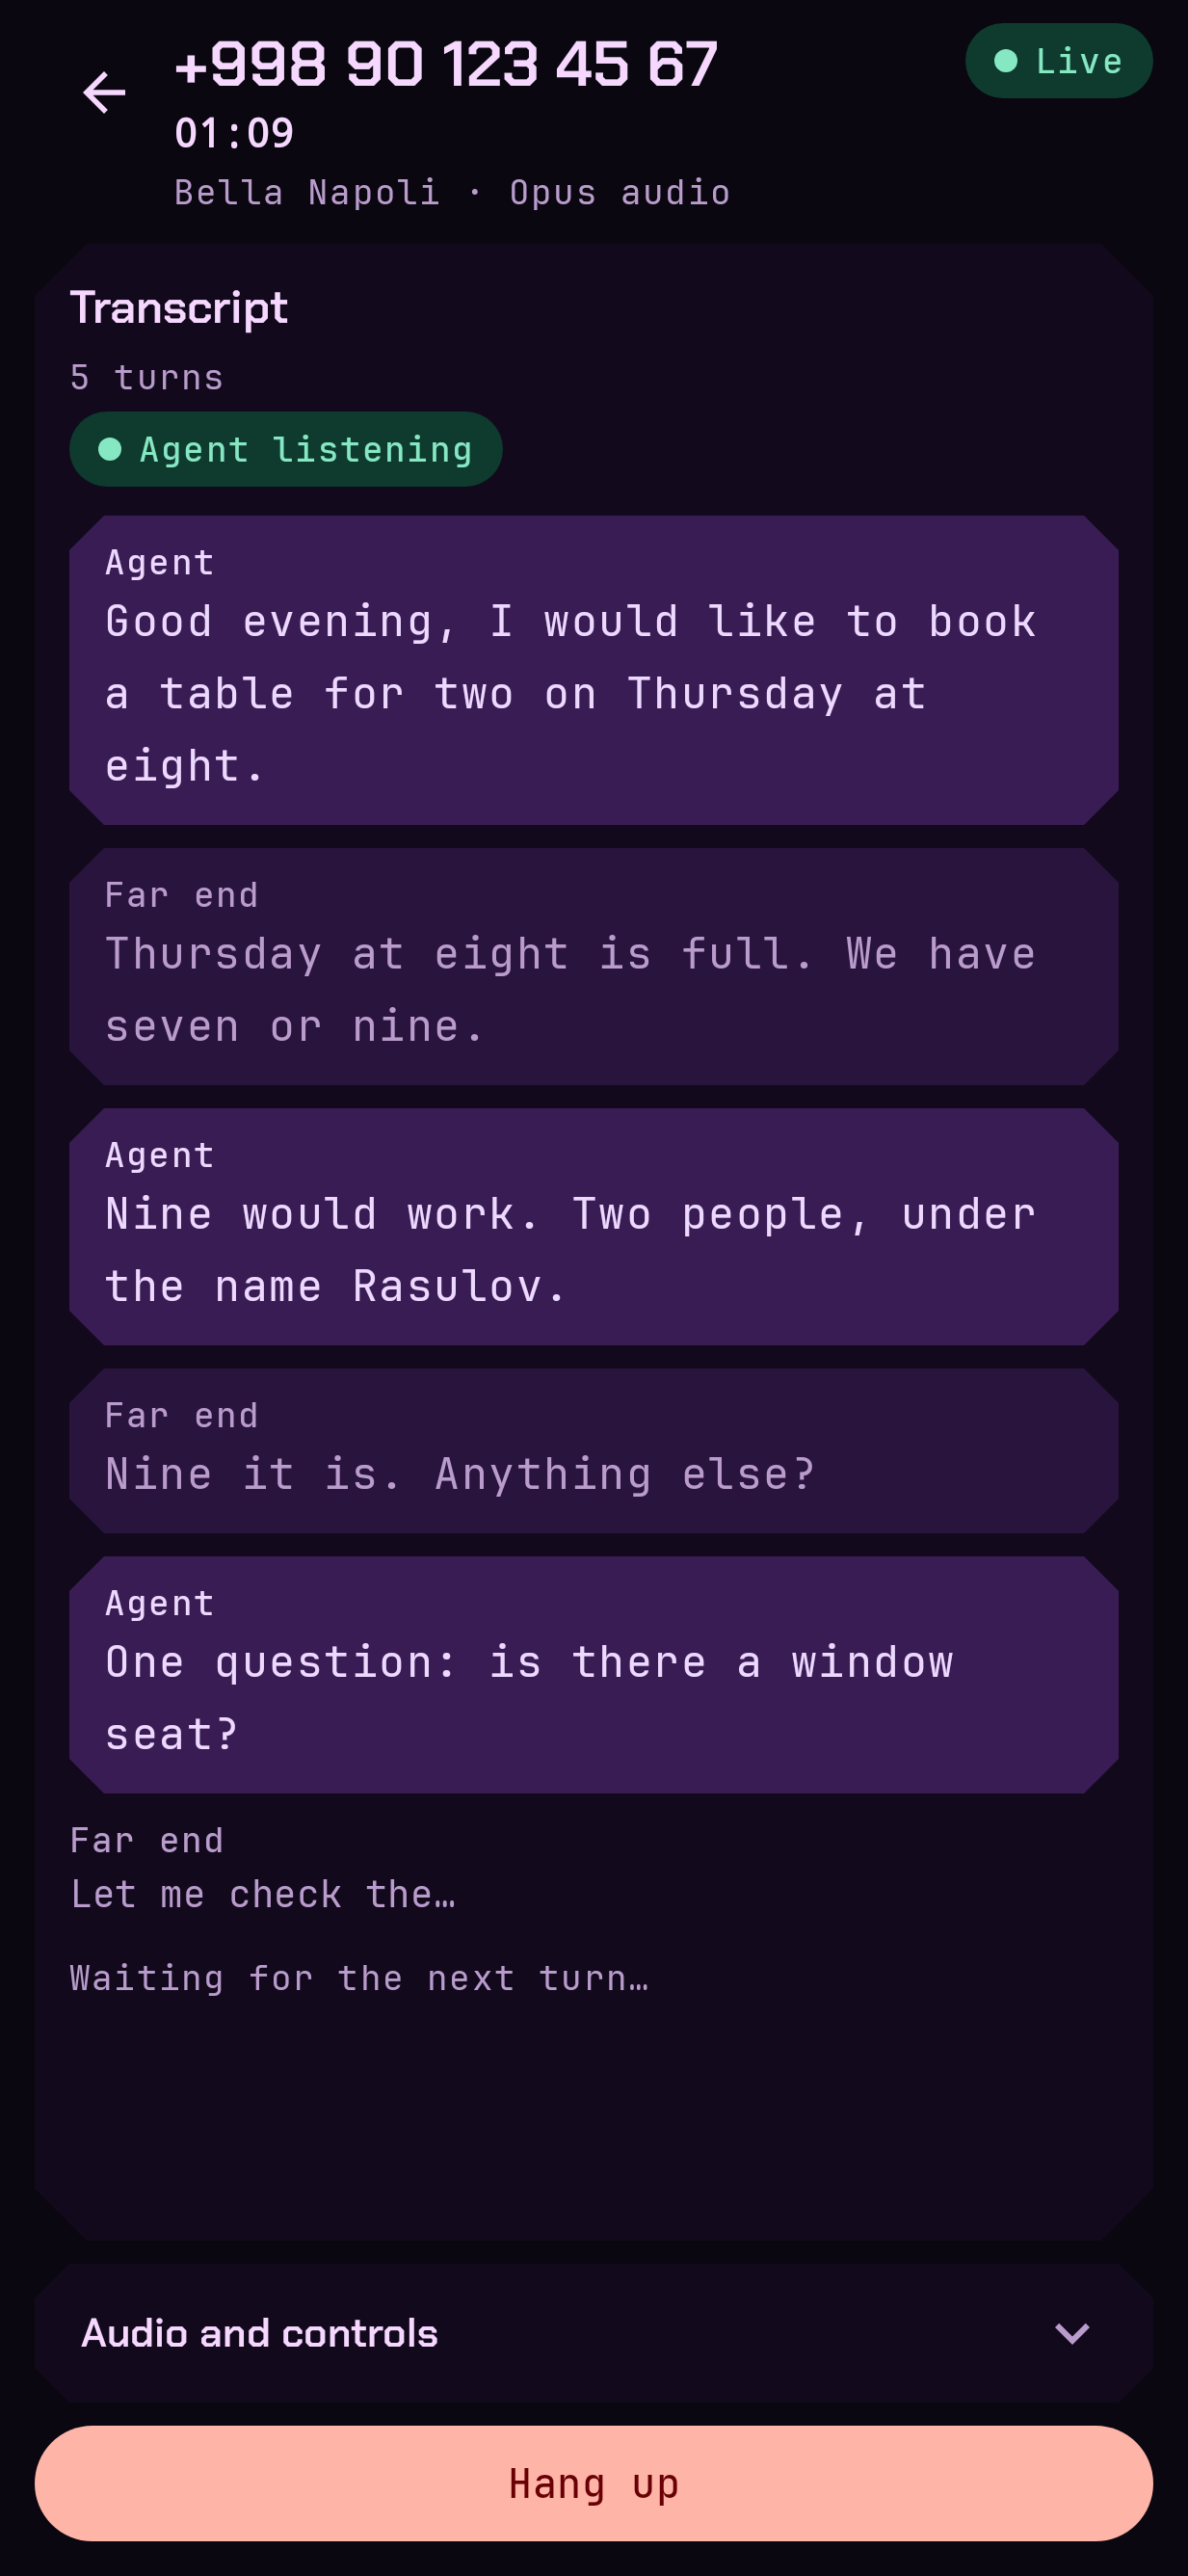 +998 90 123 45 67
Live
01:09
Bella Napoli · Opus audio
Transcript
5 turns
Agent listening
Agent
Good evening, I would like to book
a table for two on Thursday at
eight.
Far end
Thursday at eight is full. We have
seven or nine.
Agent
Nine would work. Two people, under
the name Rasulov.
Far end
Nine it is. Anything else?
Agent
One question: is there a window
seat?
Far end
Let me check the…
Waiting for the next turn…
Audio and controls
Hang up